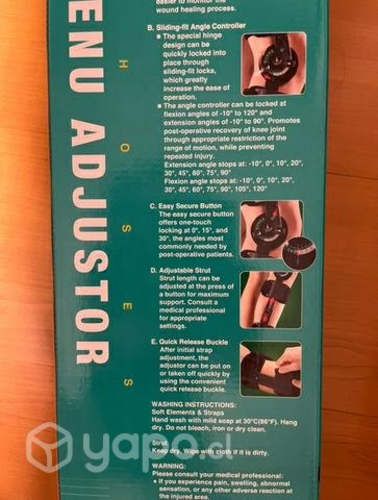 easier to monitor the
wound healing process.
B. Sliding-fit Angle Controller
■ The special hinge
design can be
quickly locked into
place through
sliding-fit locks,
which greatly
increase the ease of
operation.
■ The angle controller can be locked at
flexion angles of -10° to 120° and
extension angles of -10° to 90°. Promotes
post-operative recovery of knee joint
through appropriate restriction of the
range of motion, while preventing
repeated injury.
Extension angle stops at: -10°, 0°, 10°, 20°,
30°, 45°, 60°, 75°, 90°
Flexion angle stops at: -10°, 0°, 10°, 20°,
30°, 45°, 60°, 75°, 90°, 105°, 120°
C. Easy Secure Button
The easy secure button
offers one-touch
locking at 0°, 15°, and
30°, the angles most
commonly needed by
post-operative patients.
D. Adjustable Strut
Strut length can be
adjusted at the press of
a button for maximum
support. Consult a
medical professional
for appropriate
settings.
E. Quick Release Buckle
After initial strap
adjustment, the
adjustor can be put on
or taken off quickly by
using the convenient
quick release buckle.
WASHING INSTRUCTIONS:
Soft Elements & Straps
Hand wash with mild soap at 30°C(86°F). Hang
dry. Do not bleach, iron or dry clean.
Strut
Keep dry. Wipe with cloth if it is dirty.
WARNING:
Please consult your medical professional:
■ if you experience pain, swelling, abnormal
sensation, or any other adverse reaction at
the injured area.
ENU ADJUSTOR
H O S E S
yapo.cl